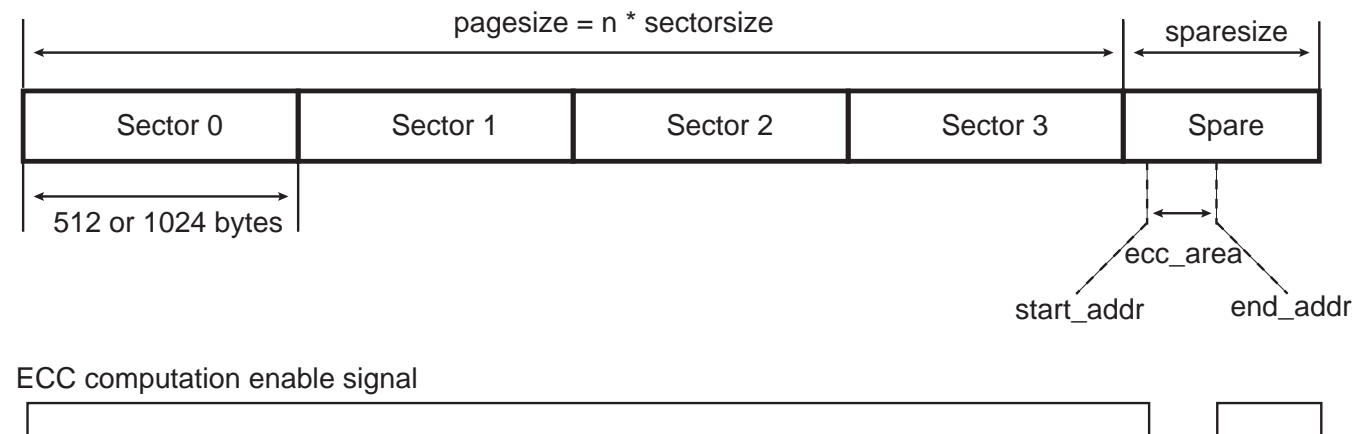 pagesize = n * sectorsize
sparesize
Sector 0
Sector 1
Sector 2
Sector 3
Spare
512 or 1024 bytes
ecc_area
start_addr
end_addr
ECC computation enable signal